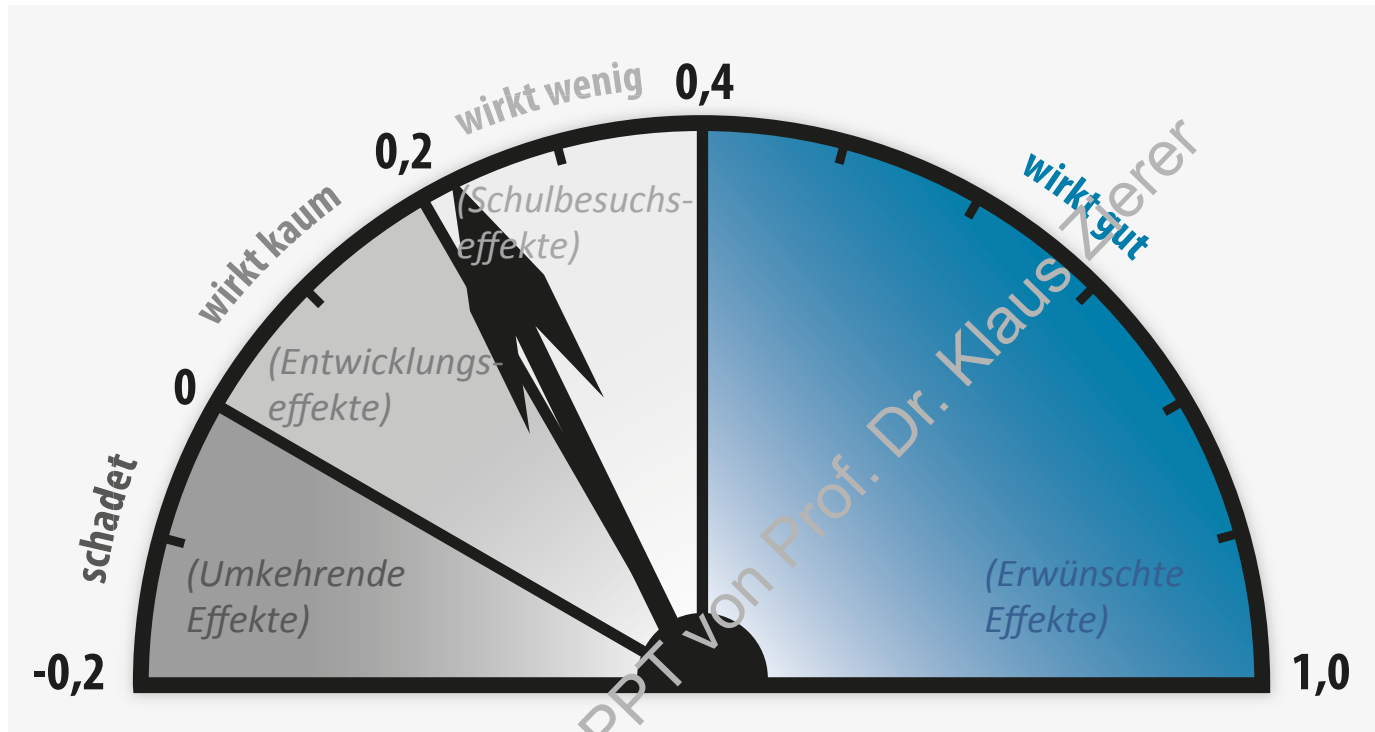 wirkt wenig
0,4
0,2
wirkt kaum
(Schulbesuchs-
effekte)
wirkt gut
(Entwicklungs-
effekte)
0
schadet
(Umkehrende
Effekte)
(Erwünschte
Effekte)
-0,2
1,0
PPT von Prof. Dr. Klaus Zierer